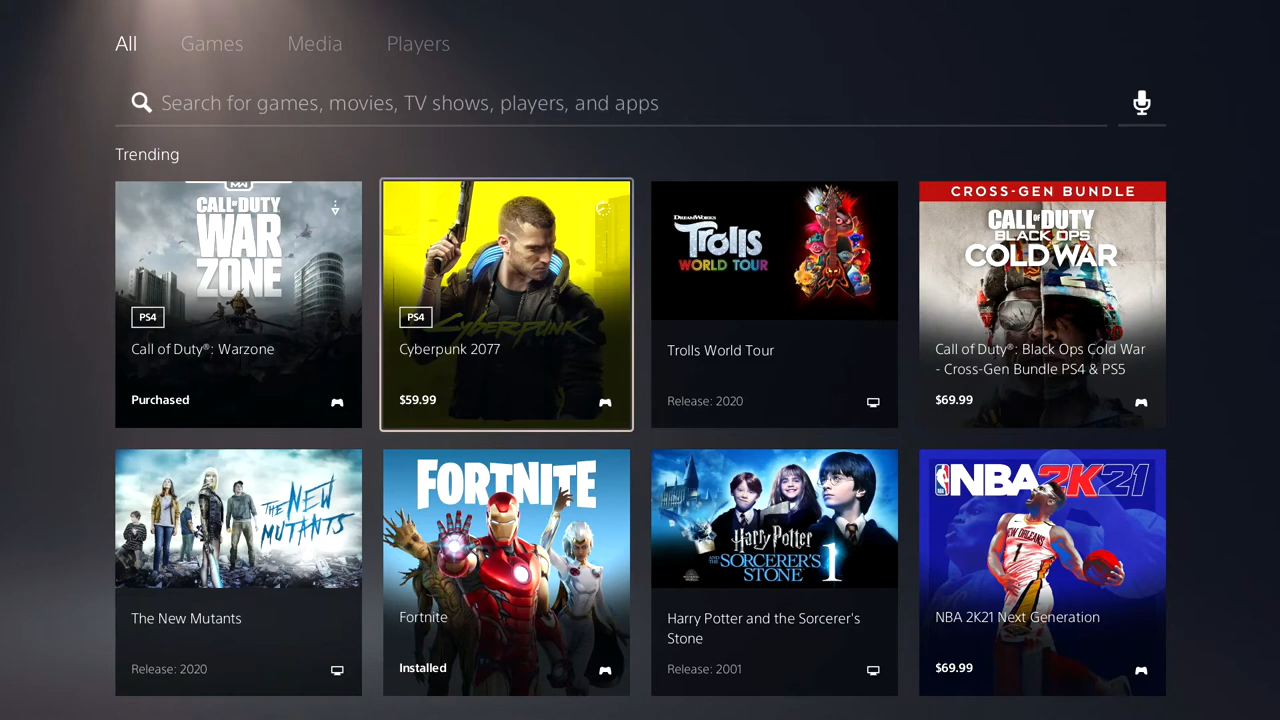 All Games Media Players
Search for games, movies, TV shows, players, and apps
Trending
MW
CALL OF DUTY
WAR
ZONE
PS4
Call of Duty®: Warzone
Purchased
Cyberpunk
PS4
Cyberpunk 2077
$59.99
DREAMWORKS
Trolls
WORLD TOUR
Trolls World Tour
Release: 2020
CROSS-GEN BUNDLE
CALL OF DUTY
BLACK OPS
COLD WAR
Call of Duty®: Black Ops Cold War
- Cross-Gen Bundle PS4 & PS5
$69.99
THE NEW
MUTANTS
The New Mutants
Release: 2020
FORTNITE
Fortnite
Installed
Harry Potter
AND THE SORCERER'S
STONE 1
Harry Potter and the Sorcerer's
Stone
Release: 2001
NBA 2K21
NEW ORLEANS
1
NBA 2K21 Next Generation
$69.99